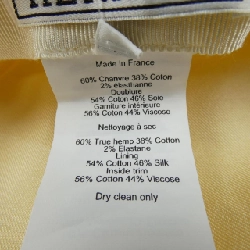 Made in France
60% Chanvre 38% Coton
2% élasthanne
Doublure
54% Coton 46% Soie
Garniture intérieure
56% Coton 44% Viscose
Nettoyage à sec
60% True hemp 38% Cotton
2% Elastane
Lining
54% Cotton 46% Silk
Inside trim
56% Cotton 44% Viscose
Dry clean only